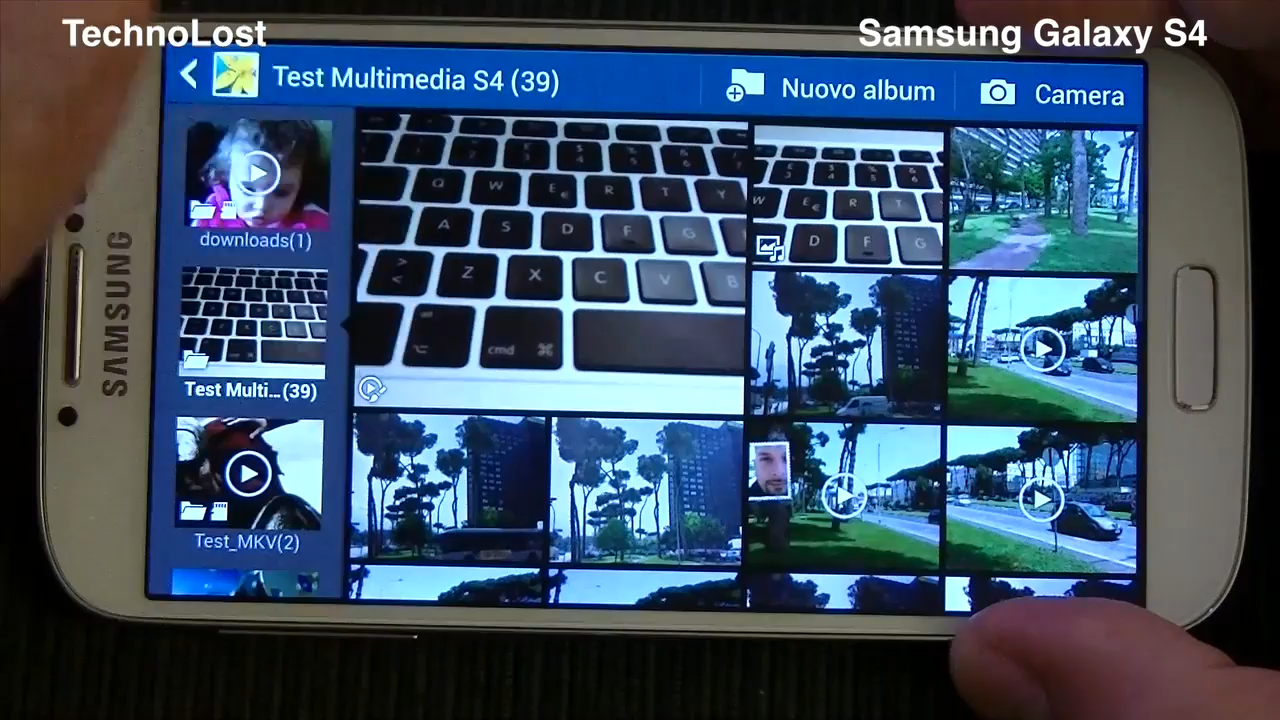 TechnoLost
Samsung Galaxy S4
Test Multimedia S4 (39)
Nuovo album
Camera
downloads(1)
Test Multi...(39)
Test_MKV(2)
SAMSUNG
Q W E € R T Y
A S D F G
> < Z X C V B
cmd ⌘
W E € R T
D F G